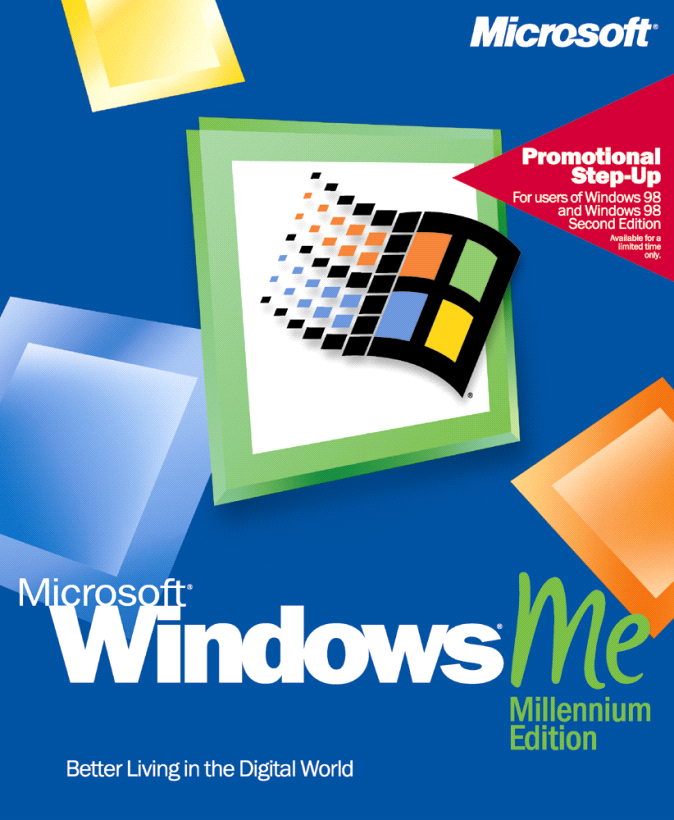 Microsoft®
Promotional
Step-Up
For users of Windows 98
and Windows 98
Second Edition
Available for a
limited time
only.
®
Microsoft®
Windows® Me
Millennium
Edition
Better Living in the Digital World